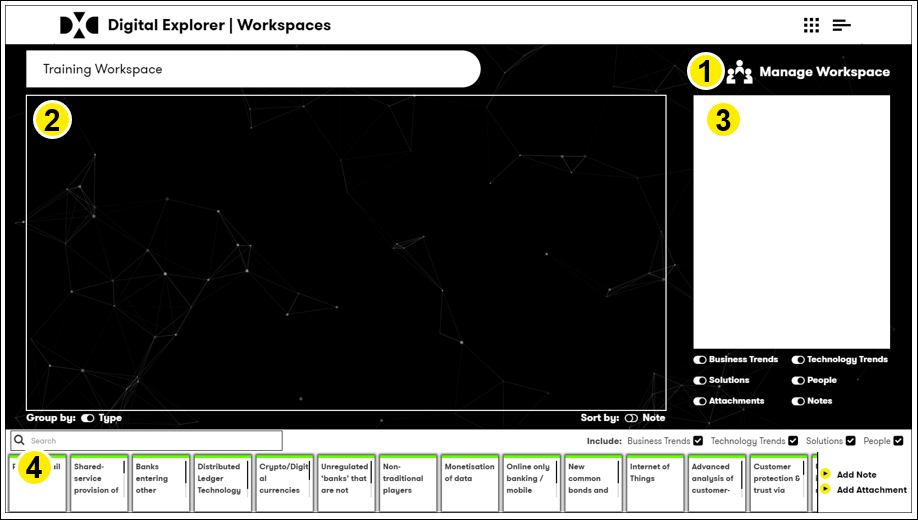 DXC Digital Explorer | Workspaces
Training Workspace
1 Manage Workspace
2
3
Business Trends Technology Trends
Solutions People
Attachments Notes
Group by: Type
Sort by: Note
Search
Include: Business Trends Technology Trends Solutions People
4
Shared-
service
provision of
Banks
entering
other
Distributed
Ledger
Technology
Crypto/Digit
al
currencies
Unregulated
'banks' that
are not
Non-
traditional
players
Monetisation
of data
Online only
banking /
mobile
New
common
bonds and
Internet of
Things
Advanced
analysis of
customer-
Customer
protection &
trust via
Add Note
Add Attachment